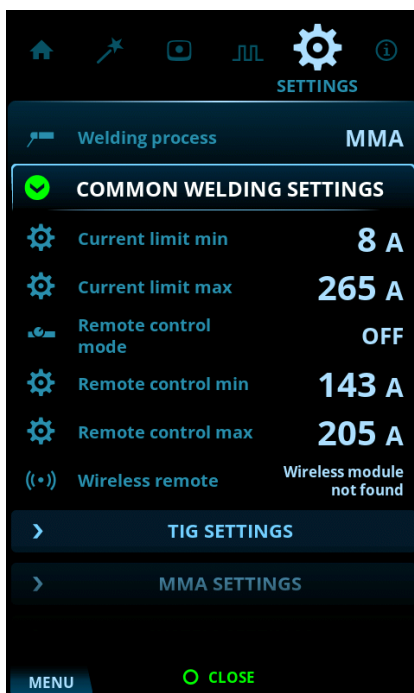 SETTINGS
Welding process MMA
COMMON WELDING SETTINGS
Current limit min 8 A
Current limit max 265 A
Remote control
mode OFF
Remote control min 143 A
Remote control max 205 A
Wireless remote Wireless module
not found
TIG SETTINGS
MMA SETTINGS
MENU CLOSE